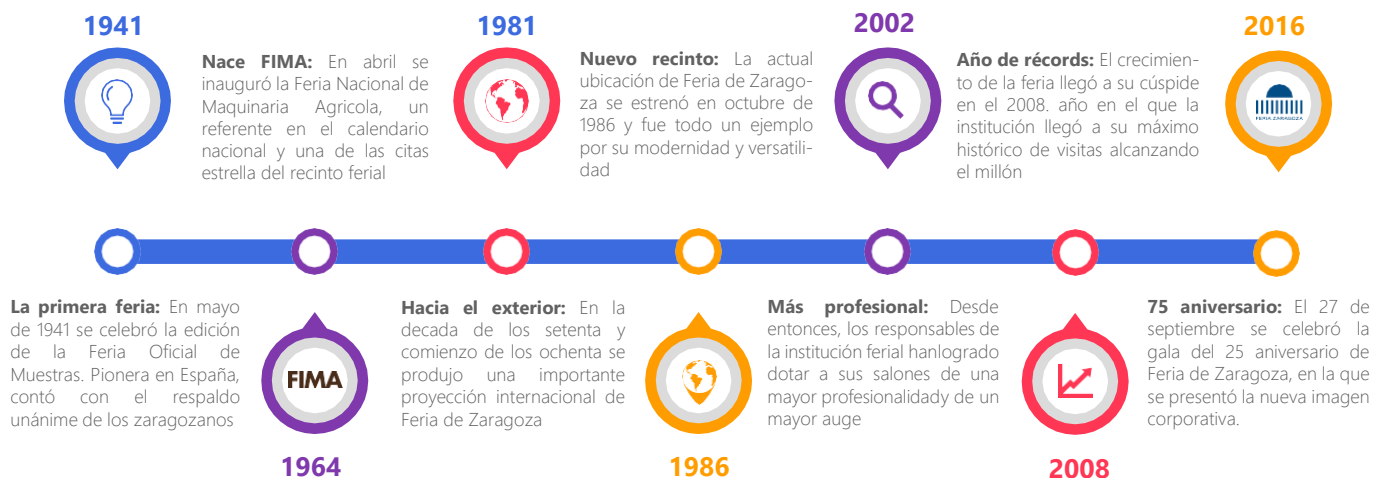 1941
La primera feria: En mayo
de 1941 se celebró la edición
de la Feria Oficial de
Muestras. Pionera en España,
contó con el respaldo
unánime de los zaragozanos
Nace FIMA: En abril se
inauguró la Feria Nacional de
Maquinaria Agricola, un
referente en el calendario
nacional y una de las citas
estrella del recinto ferial
FIMA
1964
1981
Hacia el exterior: En la
decada de los setenta y
comienzo de los ochenta se
produjo una importante
proyección internacional de
Feria de Zaragoza
Nuevo recinto: La actual
ubicación de Feria de Zarago-
za se estrenó en octubre de
1986 y fue todo un ejemplo
por su modernidad y versatili-
dad
1986
2002
Más profesional: Desde
entonces, los responsables de
la institución ferial hanlogrado
dotar a sus salones de una
mayor profesionalidady de un
mayor auge
Año de récords: El crecimien-
to de la feria llegó a su cúspide
en el 2008. año en el que la
institución llegó a su máximo
histórico de visitas alcanzando
el millón
2008
2016
FERIA ZARAGOZA
75 aniversario: El 27 de
septiembre se celebró la
gala del 25 aniversario de
Feria de Zaragoza, en la que
se presentó la nueva imagen
corporativa.